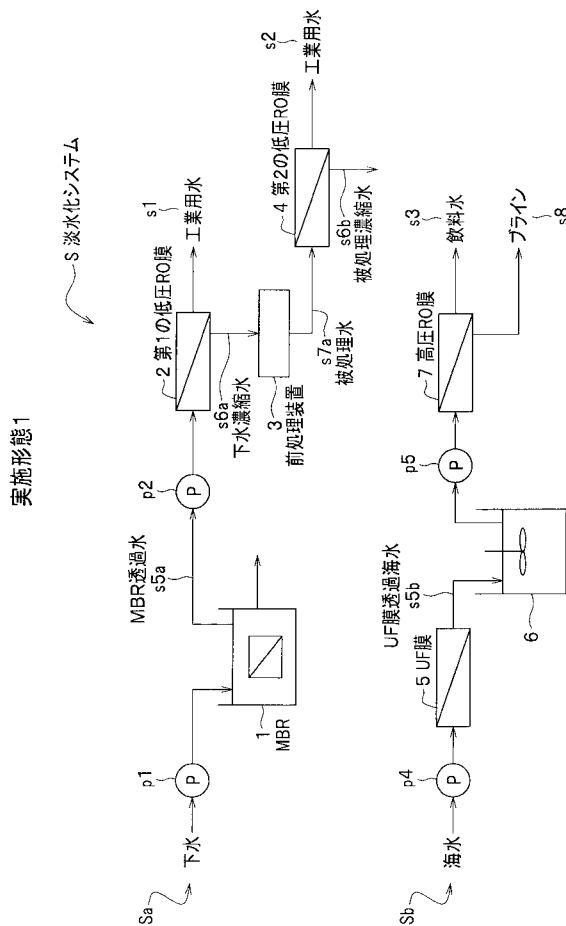 実施形態1
S 淡水化システム
s1
工業用水
s2
工業用水
2 第1の低圧RO膜
4 第2の低圧RO膜
s6a
下水濃縮水
s6b
被処理濃縮水
3
前処理装置
s7a
被処理水
p2
P
MBR透過水
s5a
1
MBR
p1
P
下水
Sa
s3
飲料水
ブライン
s8
7 高圧RO膜
p5
P
UF膜透過海水
s5b
6
5 UF膜
p4
P
海水
Sb